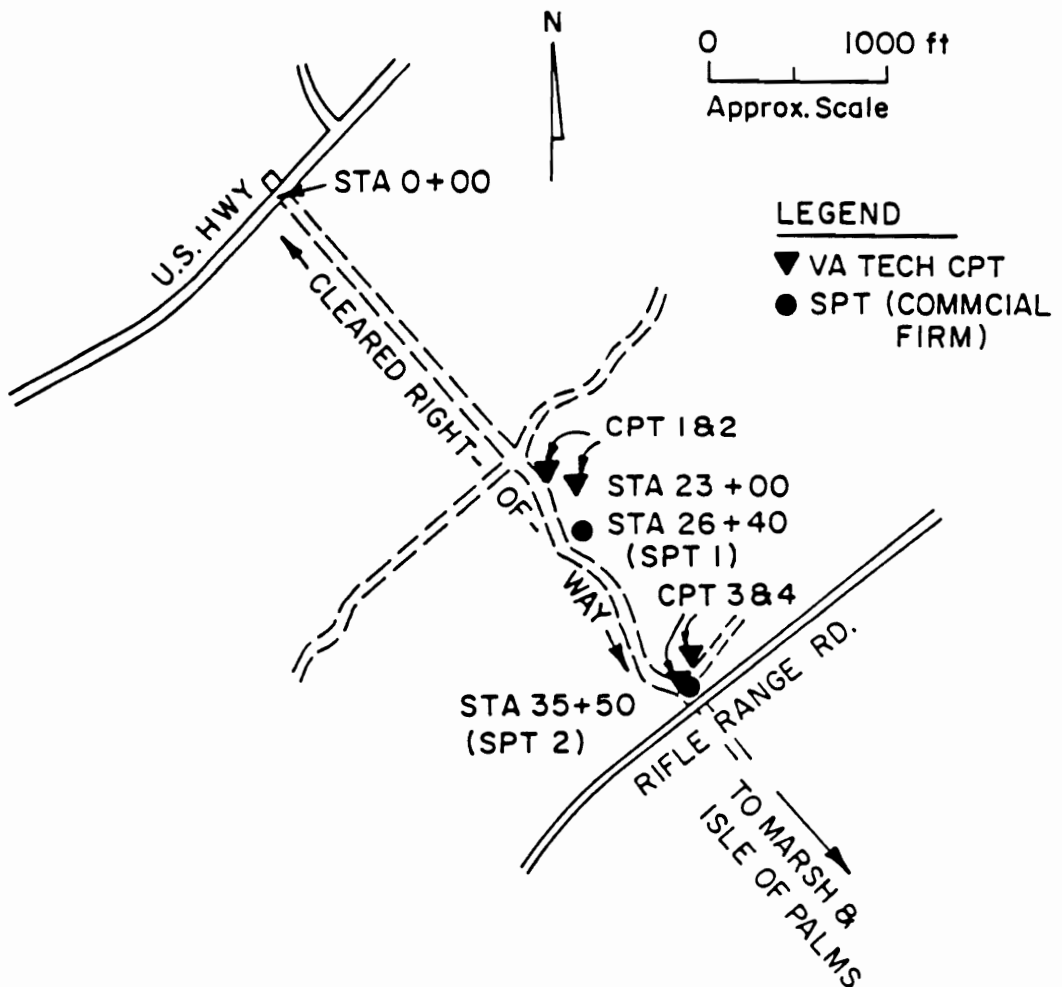 N
0 1000 ft
Approx. Scale
STA 0+00
U.S. HWY
LEGEND
VA TECH CPT
SPT (COMMCIAL
FIRM)
CLEARED RIGHT-
OF-
WAY
CPT 1&2
STA 23+00
STA 26+40
(SPT 1)
CPT 3&4
STA 35+50
(SPT 2)
RIFLE RANGE RD.
TO MARSH &
ISLE OF PALMS